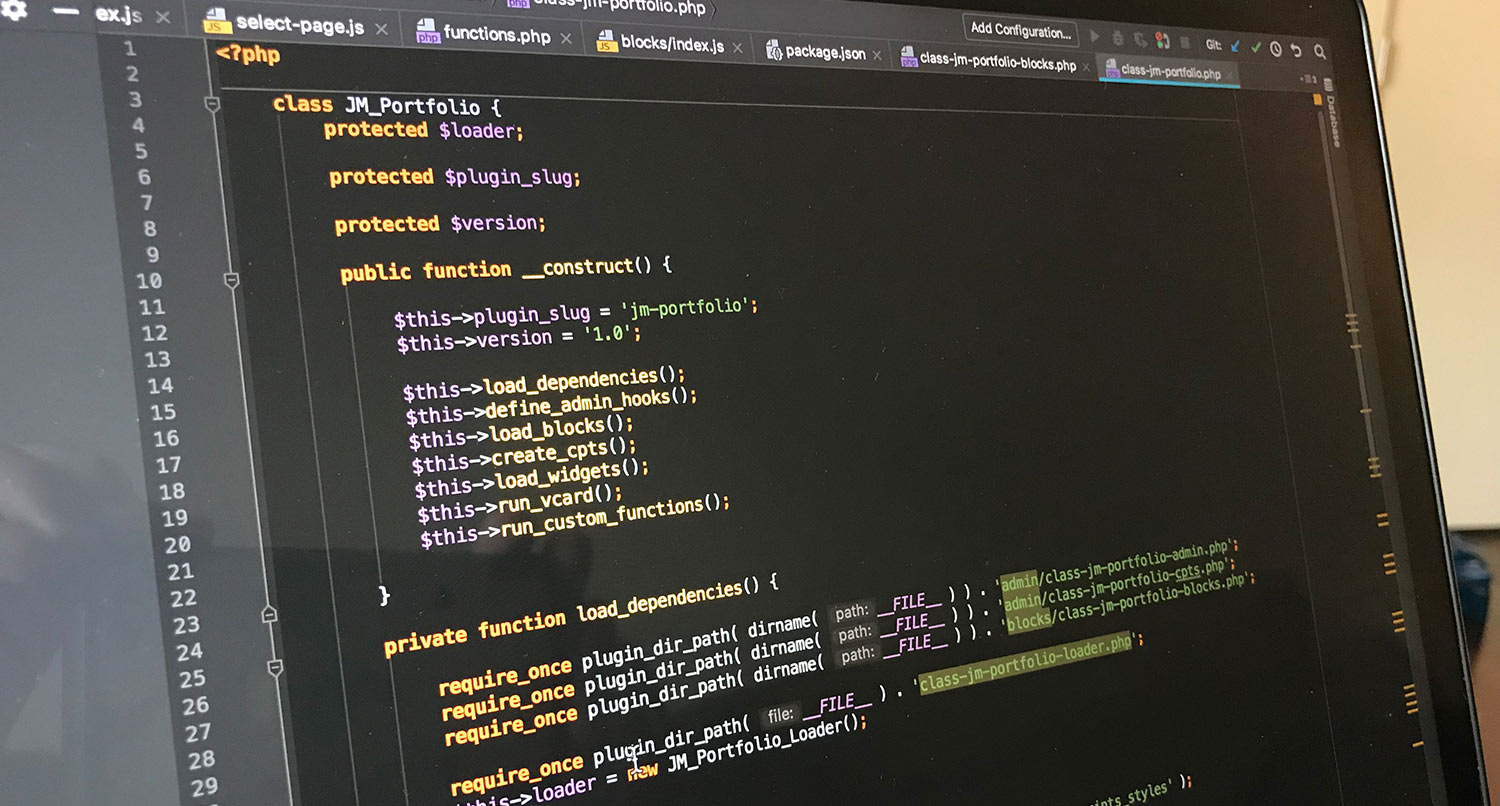 class-jm-portfolio.php
ex.js
select-page.js
functions.php
blocks/index.js
package.json
class-jm-portfolio-blocks.php
class-jm-portfolio.php
Add Configuration...
Git:
Database
1 <?php
2
3 class JM_Portfolio {
4 protected $loader;
5
6 protected $plugin_slug;
7
8 protected $version;
9
10 public function __construct() {
11
12 $this->plugin_slug = 'jm-portfolio';
13 $this->version = '1.0';
14
15 $this->load_dependencies();
16 $this->define_admin_hooks();
17 $this->load_blocks();
18 $this->create_cpts();
19 $this->load_widgets();
20 $this->run_vcard();
21 $this->run_custom_functions();
22
23 }
24
25 private function load_dependencies() {
26
27 require_once plugin_dir_path( dirname( path: __FILE__ ) ) . 'admin/class-jm-portfolio-admin.php';
28 require_once plugin_dir_path( dirname( path: __FILE__ ) ) . 'admin/class-jm-portfolio-cpts.php';
29 require_once plugin_dir_path( dirname( path: __FILE__ ) ) . 'blocks/class-jm-portfolio-blocks.php';
require_once plugin_dir_path( file: __FILE__ ) . 'class-jm-portfolio-loader.php';
$this->loader = new JM_Portfolio_Loader();
_styles' );